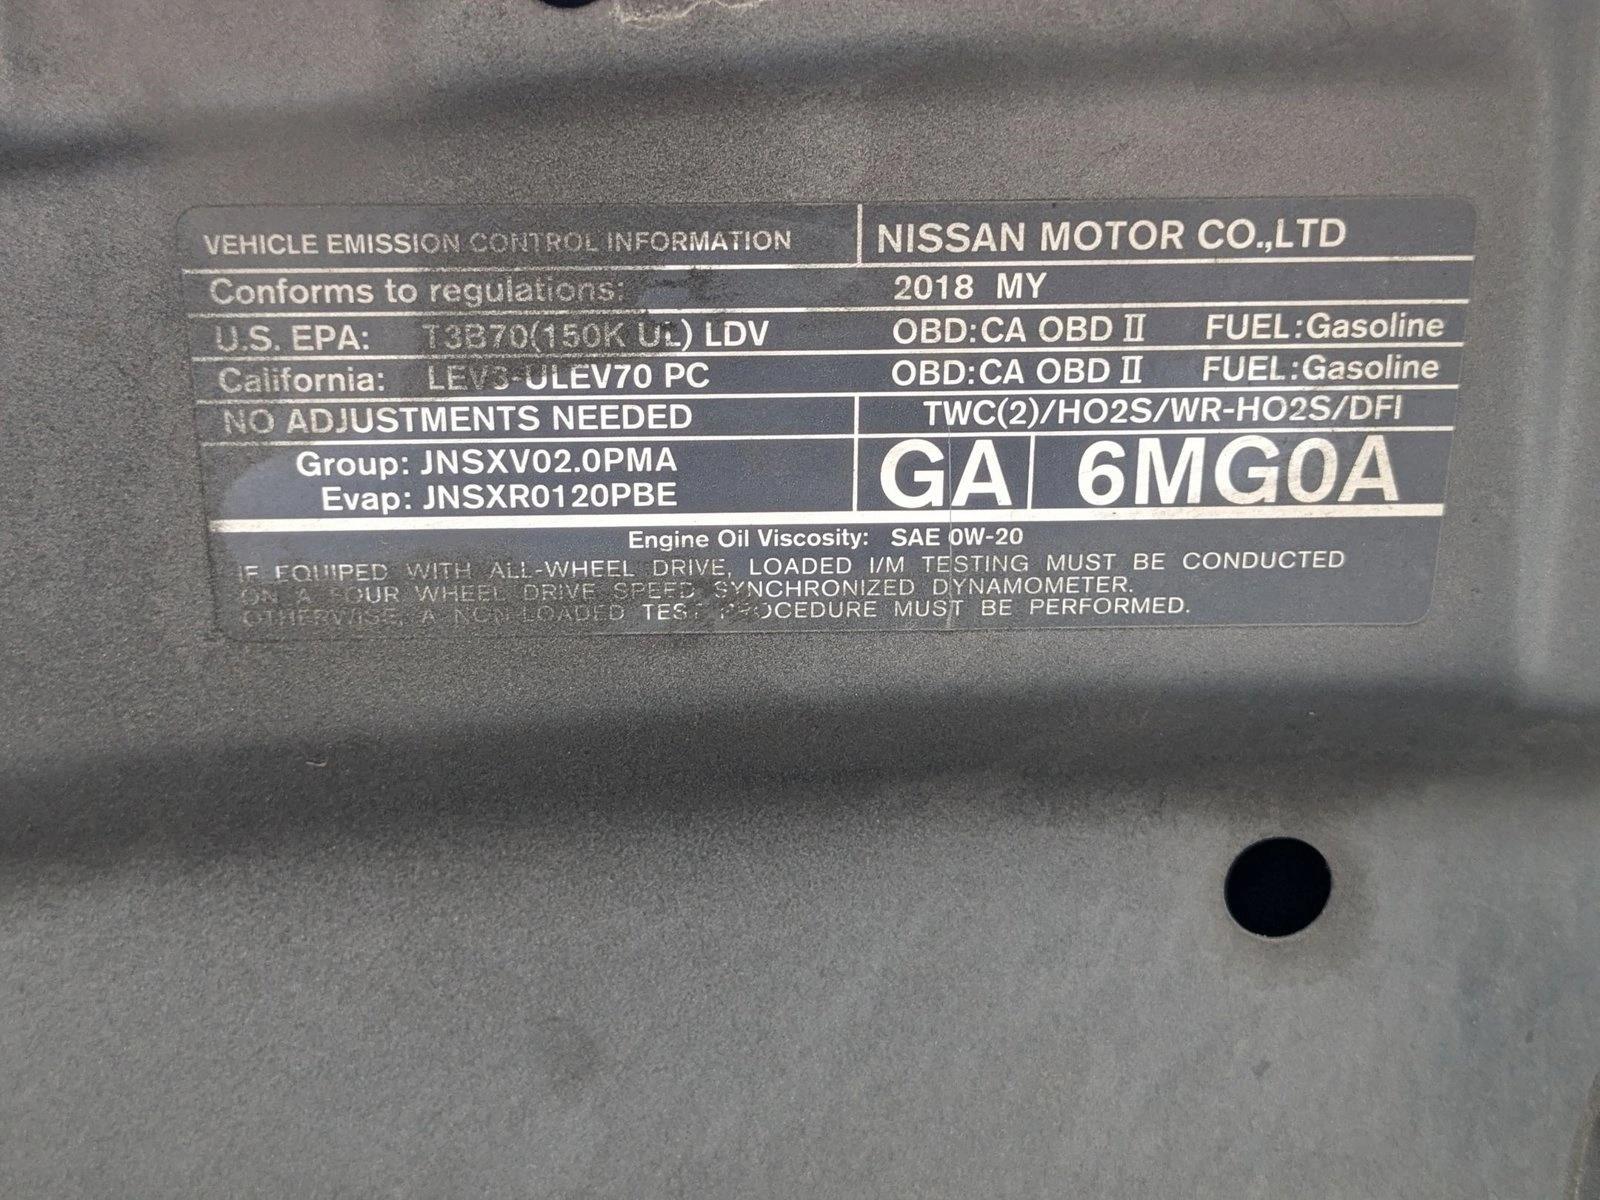 VEHICLE EMISSION CONTROL INFORMATION
NISSAN MOTOR CO.,LTD
Conforms to regulations:
2018 MY
U.S. EPA: T3B70(150K UL) LDV
OBD:CA OBD II FUEL:Gasoline
California: LEV3-ULEV70 PC
OBD:CA OBD II FUEL:Gasoline
NO ADJUSTMENTS NEEDED
TWC(2)/HO2S/WR-HO2S/DFI
Group: JNSXV02.0PMA
Evap: JNSXR0120PBE
GA 6MG0A
Engine Oil Viscosity: SAE 0W-20
IF EQUIPED WITH ALL-WHEEL DRIVE, LOADED I/M TESTING MUST BE CONDUCTED
ON A FOUR WHEEL DRIVE SPEED SYNCHRONIZED DYNAMOMETER.
OTHERWISE, A NON-LOADED TEST PROCEDURE MUST BE PERFORMED.